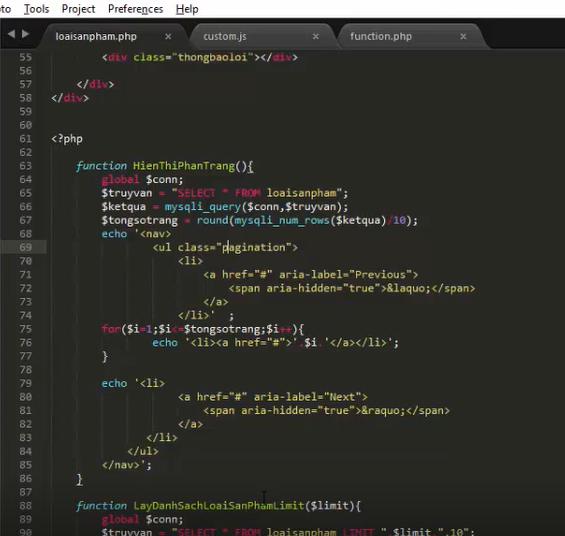 Tools Project Preferences Help
loaisanpham.php × custom.js × function.php ×
55 <div class="thongbaoloi"></div>
56
57 </div>
58 </div>
59
60
61 <?php
62
63 function HienThiPhanTrang(){
64 global $conn;
65 $truyvan = "SELECT * FROM loaisanpham";
66 $ketqua = mysqli_query($conn,$truyvan);
67 $tongsotrang = round(mysqli_num_rows($ketqua)/10);
68 echo '<nav>
69 <ul class="pagination">
70 <li>
71 <a href="#" aria-label="Previous">
72 <span aria-hidden="true">&laquo;</span>
73 </a>
74 </li>' ;
75 for($i=1;$i<=$tongsotrang;$i++){
76 echo '<li><a href="#">'.$i.'</a></li>';
77 }
78
79 echo '<li>
80 <a href="#" aria-label="Next">
81 <span aria-hidden="true">&raquo;</span>
82 </a>
83 </li>
84 </ul>
85 </nav>';
86 }
87
88 function LayDanhSachLoaiSanPhamLimit($limit){
89 global $conn;
90 $truyvan = "SELECT * FROM loaisanpham LIMIT ".$limit.",10";